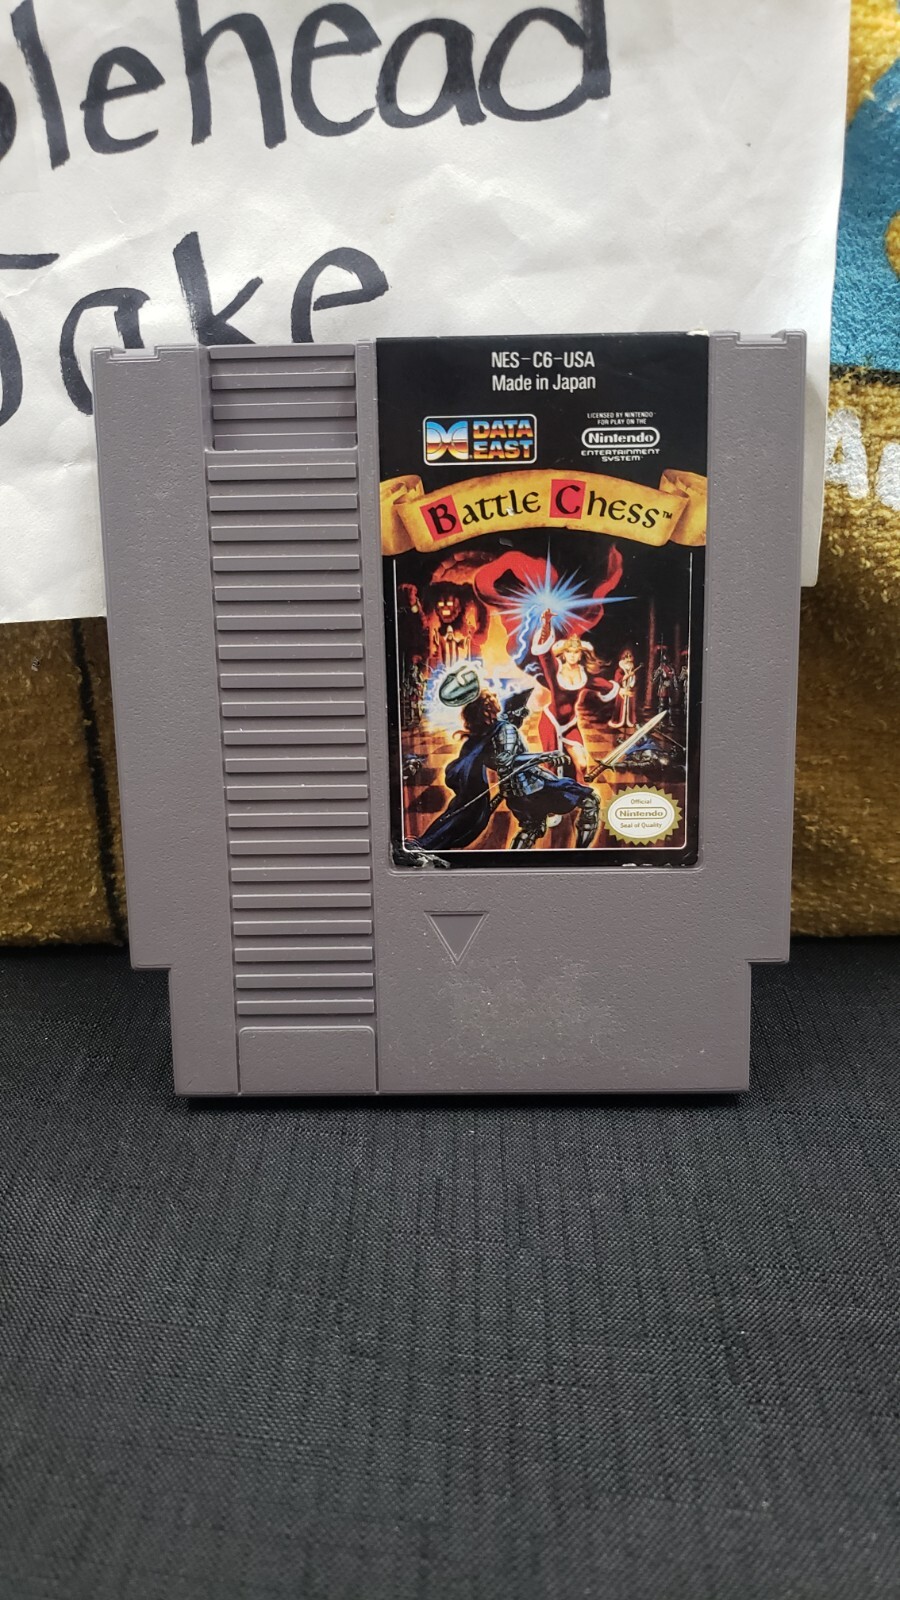 lehead
Jake
NES-C6-USA
Made in Japan
DATA
EAST
LICENSED BY NINTENDO
FOR PLAY ON THE
Nintendo
ENTERTAINMENT
SYSTEM
Battle Chess™
Official
Nintendo
Seal of Quality